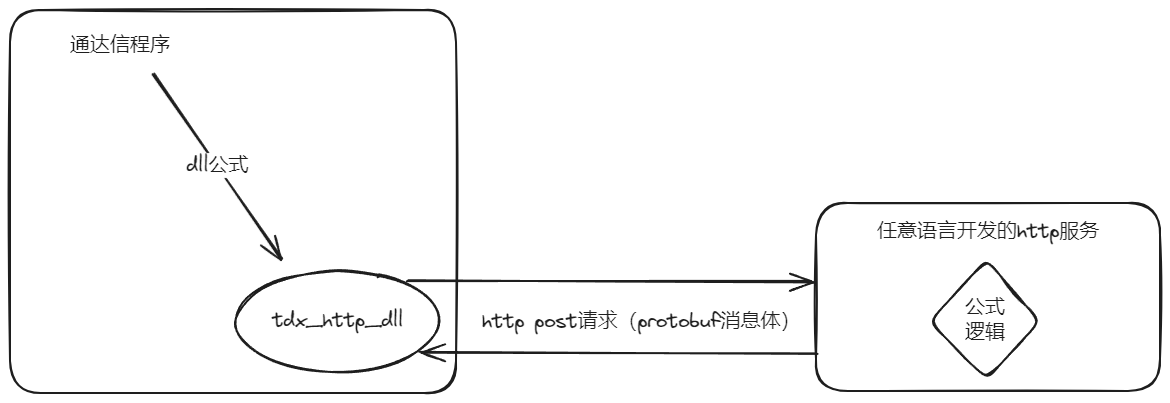 通达信程序
dll公式
tdx_http_dll
http post请求（protobuf消息体）
任意语言开发的http服务
公式
逻辑